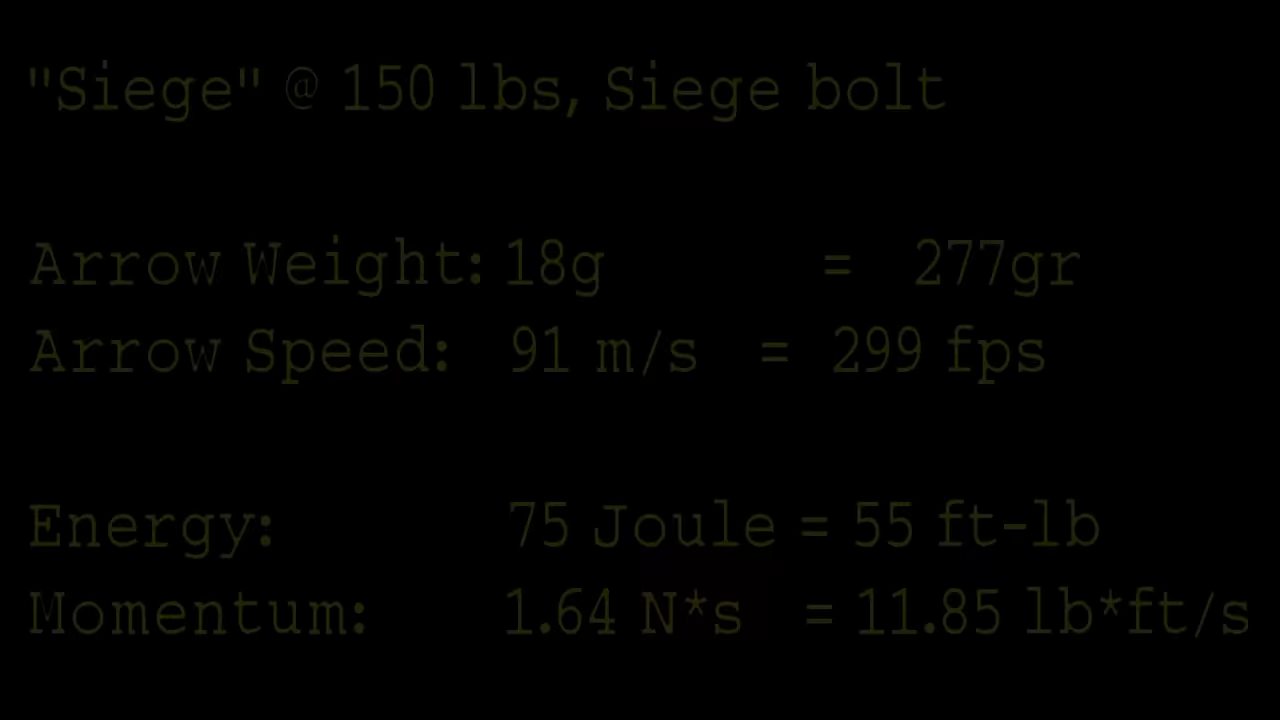 "Siege" @ 150 lbs, Siege bolt
Arrow Weight: 18g = 277gr
Arrow Speed: 91 m/s = 299 fps
Energy: 75 Joule = 55 ft-lb
Momentum: 1.64 N*s = 11.85 lb*ft/s